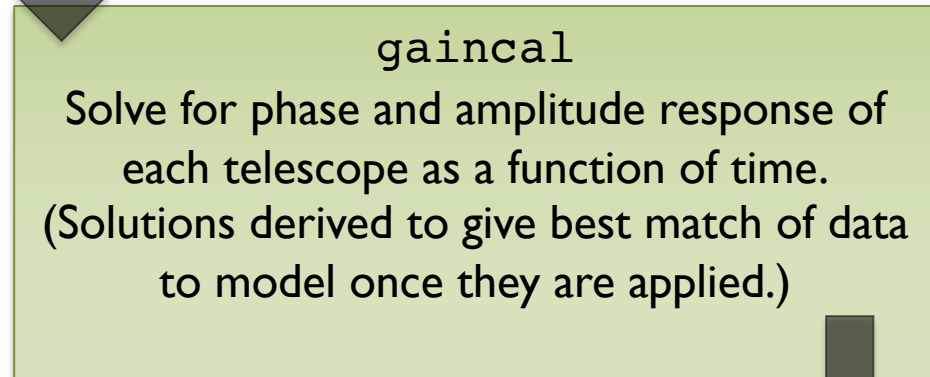 gaincal
Solve for phase and amplitude response of
each telescope as a function of time.
(Solutions derived to give best match of data
to model once they are applied.)